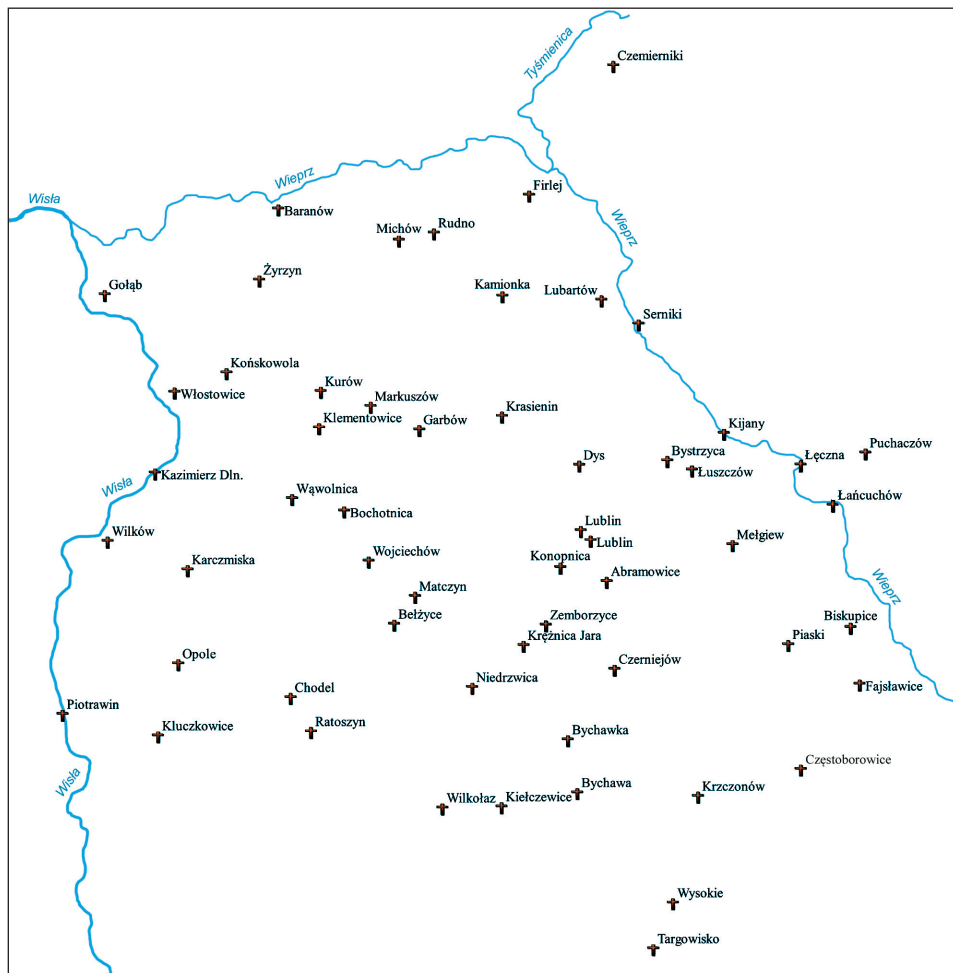 Tyśmienica
Czemierniki
Wieprz
Firlej
Wisła
Baranów
Rudno
Michów
Wieprz
Żyrzyn
Gołąb
Kamionka
Lubartów
Serniki
Końskowola
Kurów
Włostowice
Markuszów
Klementowice
Garbów
Krasienin
Kijany
Puchaczów
Dys
Bystrzyca
Łęczna
Łuszczów
Kazimierz Dln.
Wisła
Wąwolnica
Łańcuchów
Bochotnica
Lublin
Wilków
Lublin
Mełgiew
Wojciechów
Konopnica
Karczmiska
Abramowice
Wieprz
Matczyn
Bełżyce
Zemborzyce
Biskupice
Krężnica Jara
Piaski
Opole
Czerniejów
Niedrzwica
Fajsławice
Chodel
Piotrawin
Kluczkowice
Ratoszyn
Bychawka
Częstoborowice
Wisła
Bychawa
Krzczonów
Wilkołaz
Kiełczewice
Wysokie
Targowisko